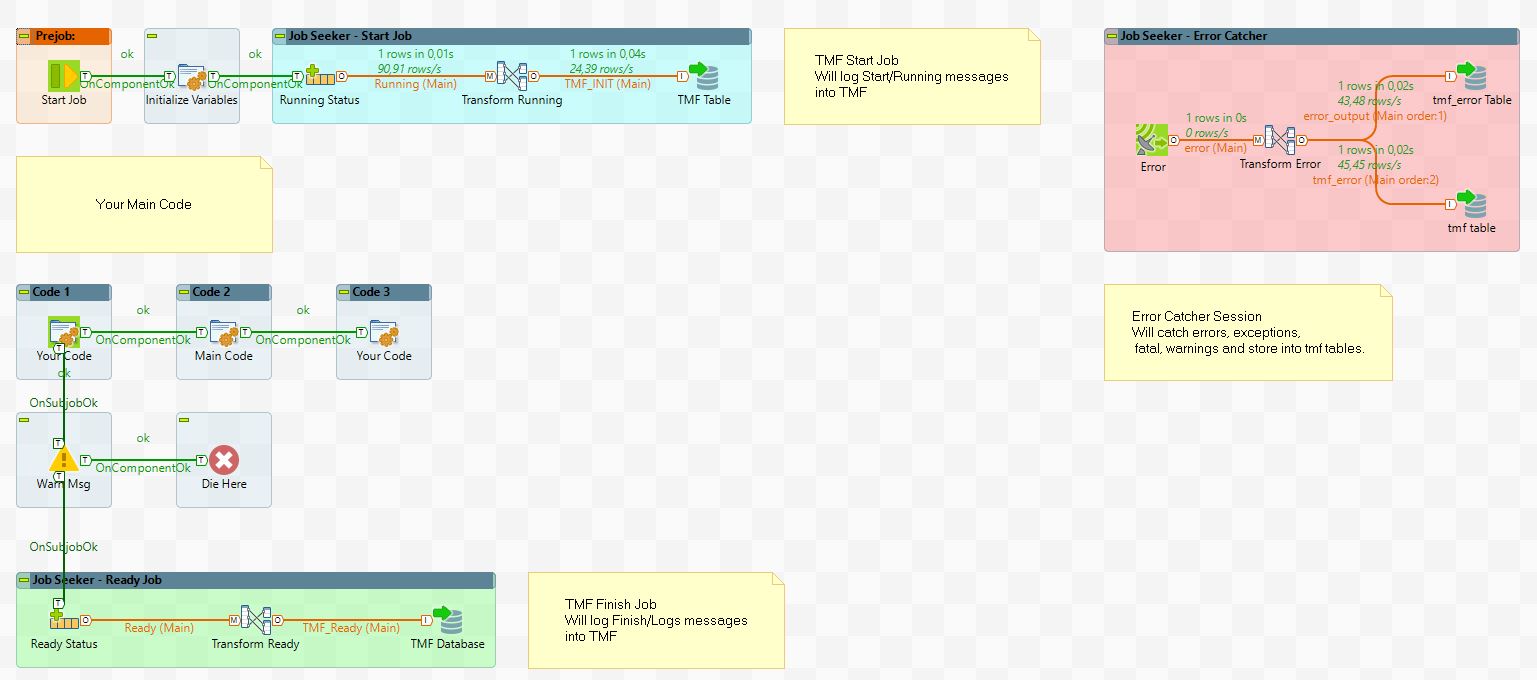 Prejob:
ok
OnComponentOk
Start Job
Initialize Variables
ok
OnComponentOk
Job Seeker - Start Job
1 rows in 0,01s
90,91 rows/s
Running (Main)
1 rows in 0,04s
24,39 rows/s
TMF_INIT (Main)
Running Status
Transform Running
TMF Table
TMF Start Job
Will log Start/Running messages
into TMF
Job Seeker - Error Catcher
1 rows in 0s
0 rows/s
error (Main)
Error
Transform Error
1 rows in 0,02s
43,48 rows/s
error_output (Main order:1)
tmf_error Table
1 rows in 0,02s
45,45 rows/s
tmf_error (Main order:2)
tmf table
Your Main Code
Error Catcher Session
Will catch errors, exceptions,
fatal, warnings and store into tmf tables.
Code 1
ok
OnComponentOk
Your Code
Code 2
ok
OnComponentOk
Main Code
Code 3
Your Code
ok
OnSubjobOk
Warn Msg
ok
OnComponentOk
Die Here
OnSubjobOk
Job Seeker - Ready Job
Ready Status
Ready (Main)
Transform Ready
TMF_Ready (Main)
TMF Database
TMF Finish Job
Will log Finish/Logs messages
into TMF